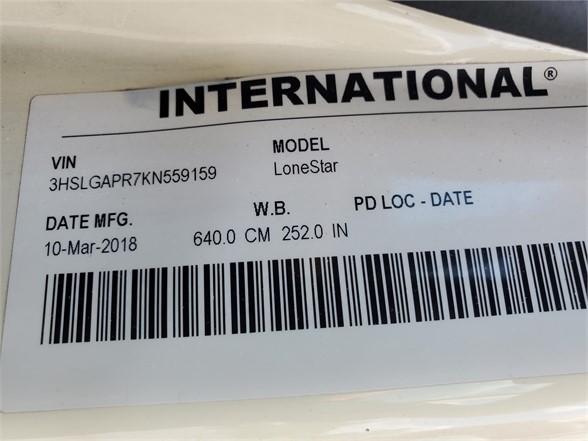 INTERNATIONAL®
VIN MODEL
3HSLGAPR7KN559159 LoneStar
DATE MFG. W.B. PD LOC - DATE
10-Mar-2018 640.0 CM 252.0 IN